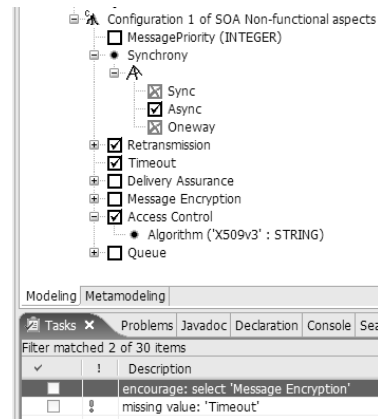 Configuration 1 of SOA Non-functional aspects
MessagePriority (INTEGER)
Synchrony
Sync
Async
Oneway
Retransmission
Timeout
Delivery Assurance
Message Encryption
Access Control
Algorithm ('X509v3' : STRING)
Queue
Modeling Metamodeling
Tasks Problems Javadoc Declaration Console Sea
Filter matched 2 of 30 items
! Description
encourage: select 'Message Encryption'
missing value: 'Timeout'